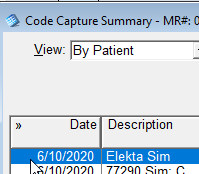 Code Capture Summary - MR#: 0
View: By Patient
» Date Description
6/10/2020 Elekta Sim
6/10/2020 77290 Sim: C